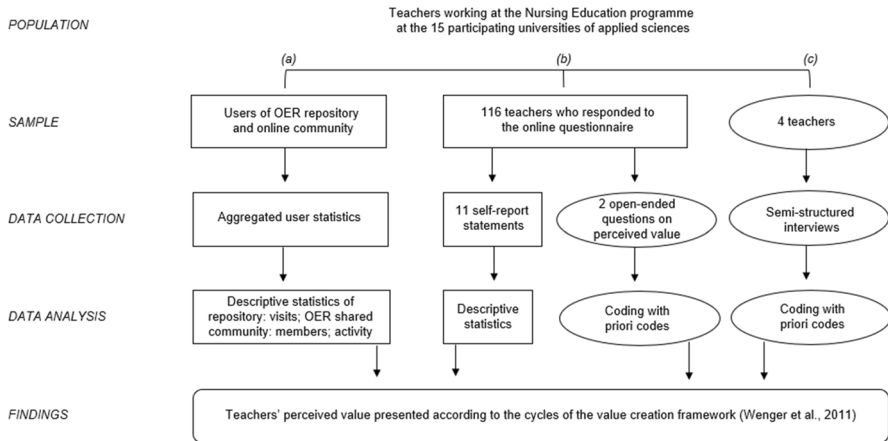 POPULATION
Teachers working at the Nursing Education programme
at the 15 participating universities of applied sciences
(a)
(b)
(c)
SAMPLE
Users of OER repository
and online community
116 teachers who responded to
the online questionnaire
4 teachers
DATA COLLECTION
Aggregated user statistics
11 self-report
statements
2 open-ended
questions on
perceived value
Semi-structured
interviews
DATA ANALYSIS
Descriptive statistics of
repository: visits; OER shared
community: members; activity
Descriptive
statistics
Coding with
priori codes
Coding with
priori codes
FINDINGS
Teachers' perceived value presented according to the cycles of the value creation framework (Wenger et al., 2011)